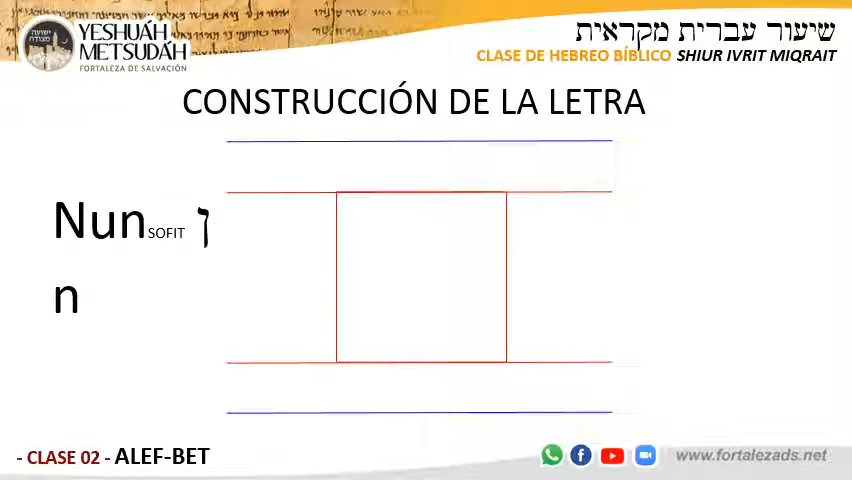 YESHUÁH
METSUDÁH
FORTALEZA DE SALVACIÓN
שיעור עברית מקראית
CLASE DE HEBREO BÍBLICO SHIUR IVRIT MIQRAIT
CONSTRUCCIÓN DE LA LETRA
Nun SOFIT ן
n
- CLASE 02 - ALEF-BET
www.fortalezads.net